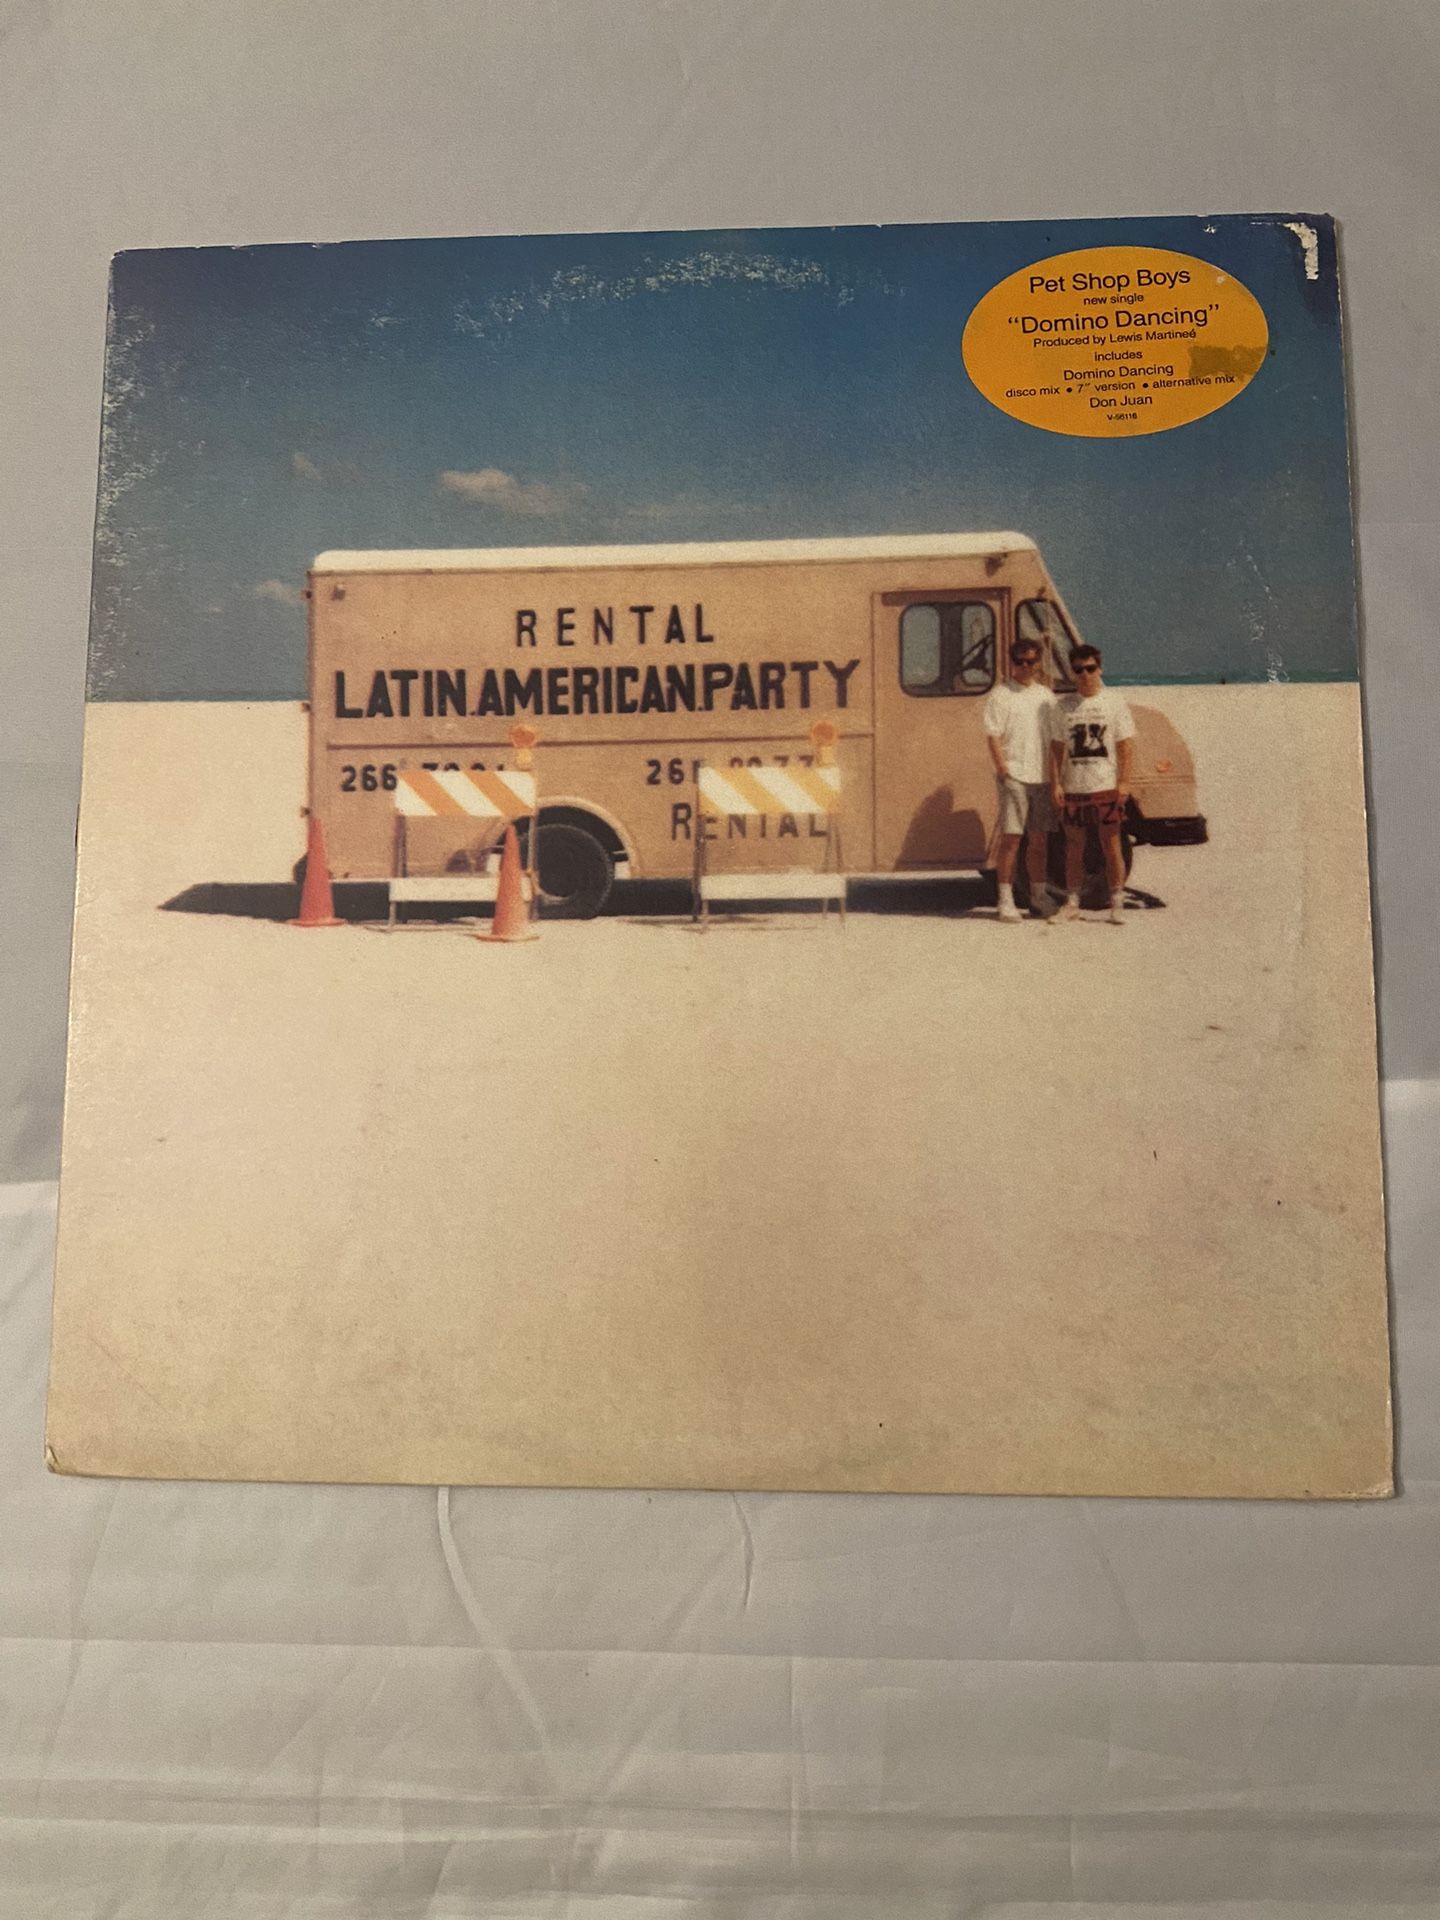 Pet Shop Boys
new single
“Domino Dancing”
Produced by Lewis Martineé
includes
Domino Dancing
disco mix ● 7″ version ● alternative mix
Don Juan
V-56116
RENTAL
LATIN.AMERICAN.PARTY
266
RENTAL